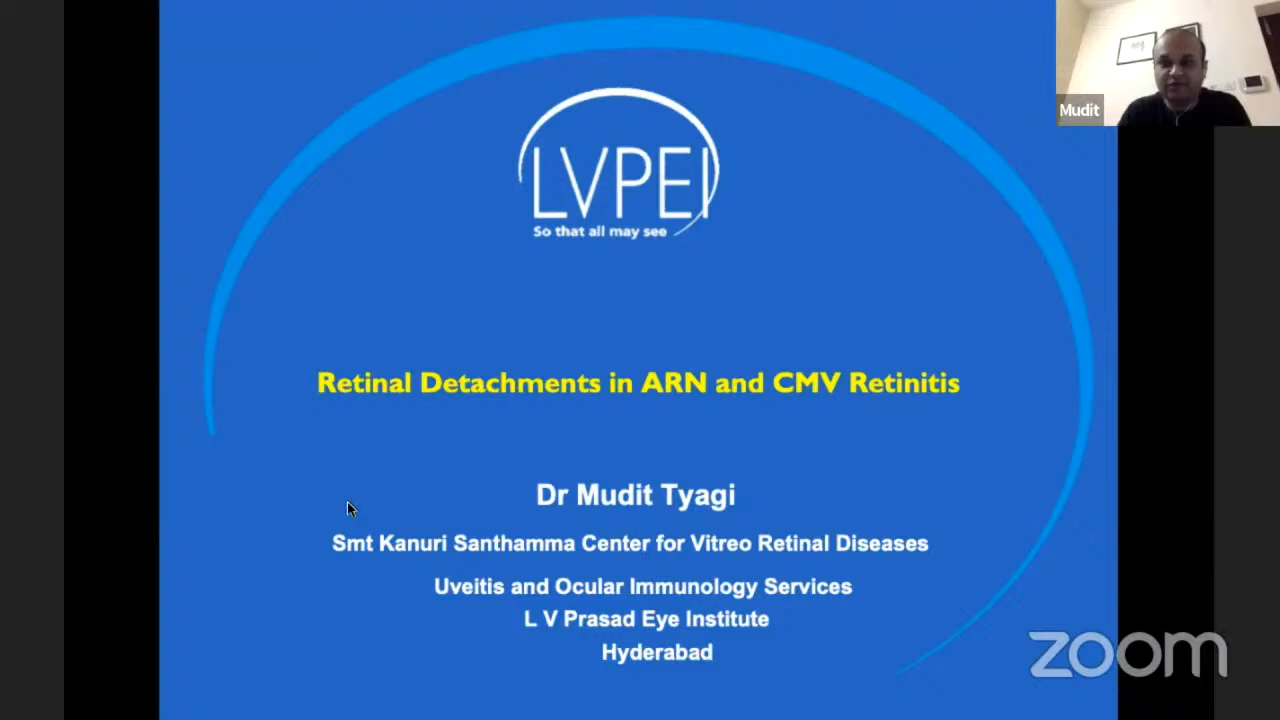 Mudit
LVPEI
So that all may see
Retinal Detachments in ARN and CMV Retinitis
Dr Mudit Tyagi
Smt Kanuri Santhamma Center for Vitreo Retinal Diseases
Uveitis and Ocular Immunology Services
L V Prasad Eye Institute
Hyderabad
zoom